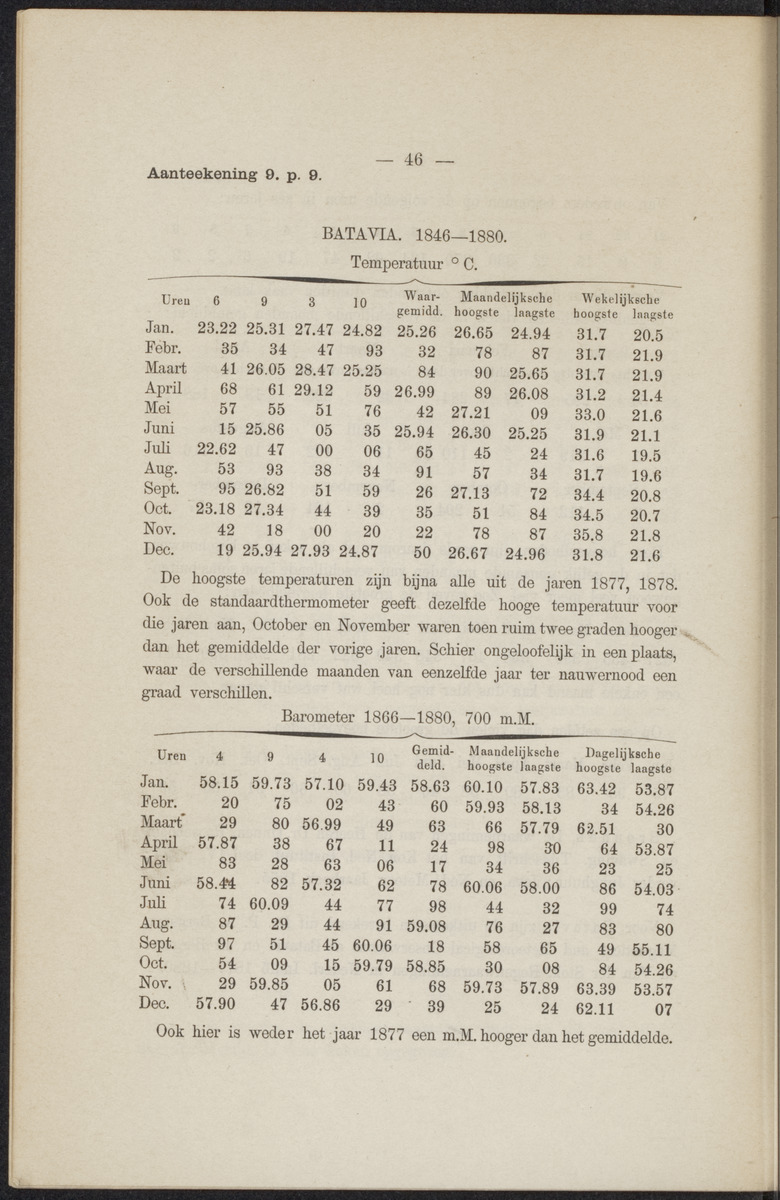 — 46 —
Aanteekening 9. p. 9.
BATAVIA. 1846—1880.
Temperatuur ° C.
Uren 6 9 3 10 Waar- Maandelijksche Wekelijksche
gemidd. hoogste laagste hoogste laagste
Jan. 23.22 25.31 27.47 24.82 25.26 26.65 24.94 31.7 20.5
Febr. 35 34 47 93 32 78 87 31.7 21.9
Maart 41 26.05 28.47 25.25 84 90 25.65 31.7 21.9
April 68 61 29.12 59 26.99 89 26.08 31.2 21.4
Mei 57 55 51 76 42 27.21 09 33.0 21.6
Juni 15 25.86 05 35 25.94 26.30 25.25 31.9 21.1
Juli 22.62 47 00 06 65 45 24 31.6 19.5
Aug. 53 93 38 34 91 57 34 31.7 19.6
Sept. 95 26.82 51 59 26 27.13 72 34.4 20.8
Oct. 23.18 27.34 44 39 35 51 84 34.5 20.7
Nov. 42 18 00 20 22 78 87 35.8 21.8
Dec. 19 25.94 27.93 24.87 50 26.67 24.96 31.8 21.6
De hoogste temperaturen zijn bijna alle uit de jaren 1877, 1878.
Ook de standaardthermometer geeft dezelfde hooge temperatuur voor
die jaren aan, October en November waren toen ruim twee graden hooger
dan het gemiddelde der vorige jaren. Schier ongeloofelijk in een plaats,
waar de verschillende maanden van eenzelfde jaar ter nauwernood een
graad verschillen.
Barometer 1866—1880, 700 m.M.
Uren 4 9 4 10 Gemid- Maandelijksche Dagelijksche
deld. hoogste laagste hoogste laagste
Jan. 58.15 59.73 57.10 59.43 58.63 60.10 57.83 63.42 53.87
Febr. 20 75 02 43 60 59.93 58.13 34 54.26
Maart 29 80 56.99 49 63 66 57.79 62.51 30
April 57.87 38 67 11 24 98 30 64 53.87
Mei 83 28 63 06 17 34 36 23 25
Juni 58.44 82 57.32 62 78 60.06 58.00 86 54.03
Juli 74 60.09 44 77 98 44 32 99 74
Aug. 87 29 44 91 59.08 76 27 83 80
Sept. 97 51 45 60.06 18 58 65 49 55.11
Oct. 54 09 15 59.79 58.85 30 08 84 54.26
Nov. 29 59.85 05 61 68 59.73 57.89 63.39 53.57
Dec. 57.90 47 56.86 29 39 25 24 62.11 07
Ook hier is weder het jaar 1877 een m.M. hooger dan het gemiddelde.